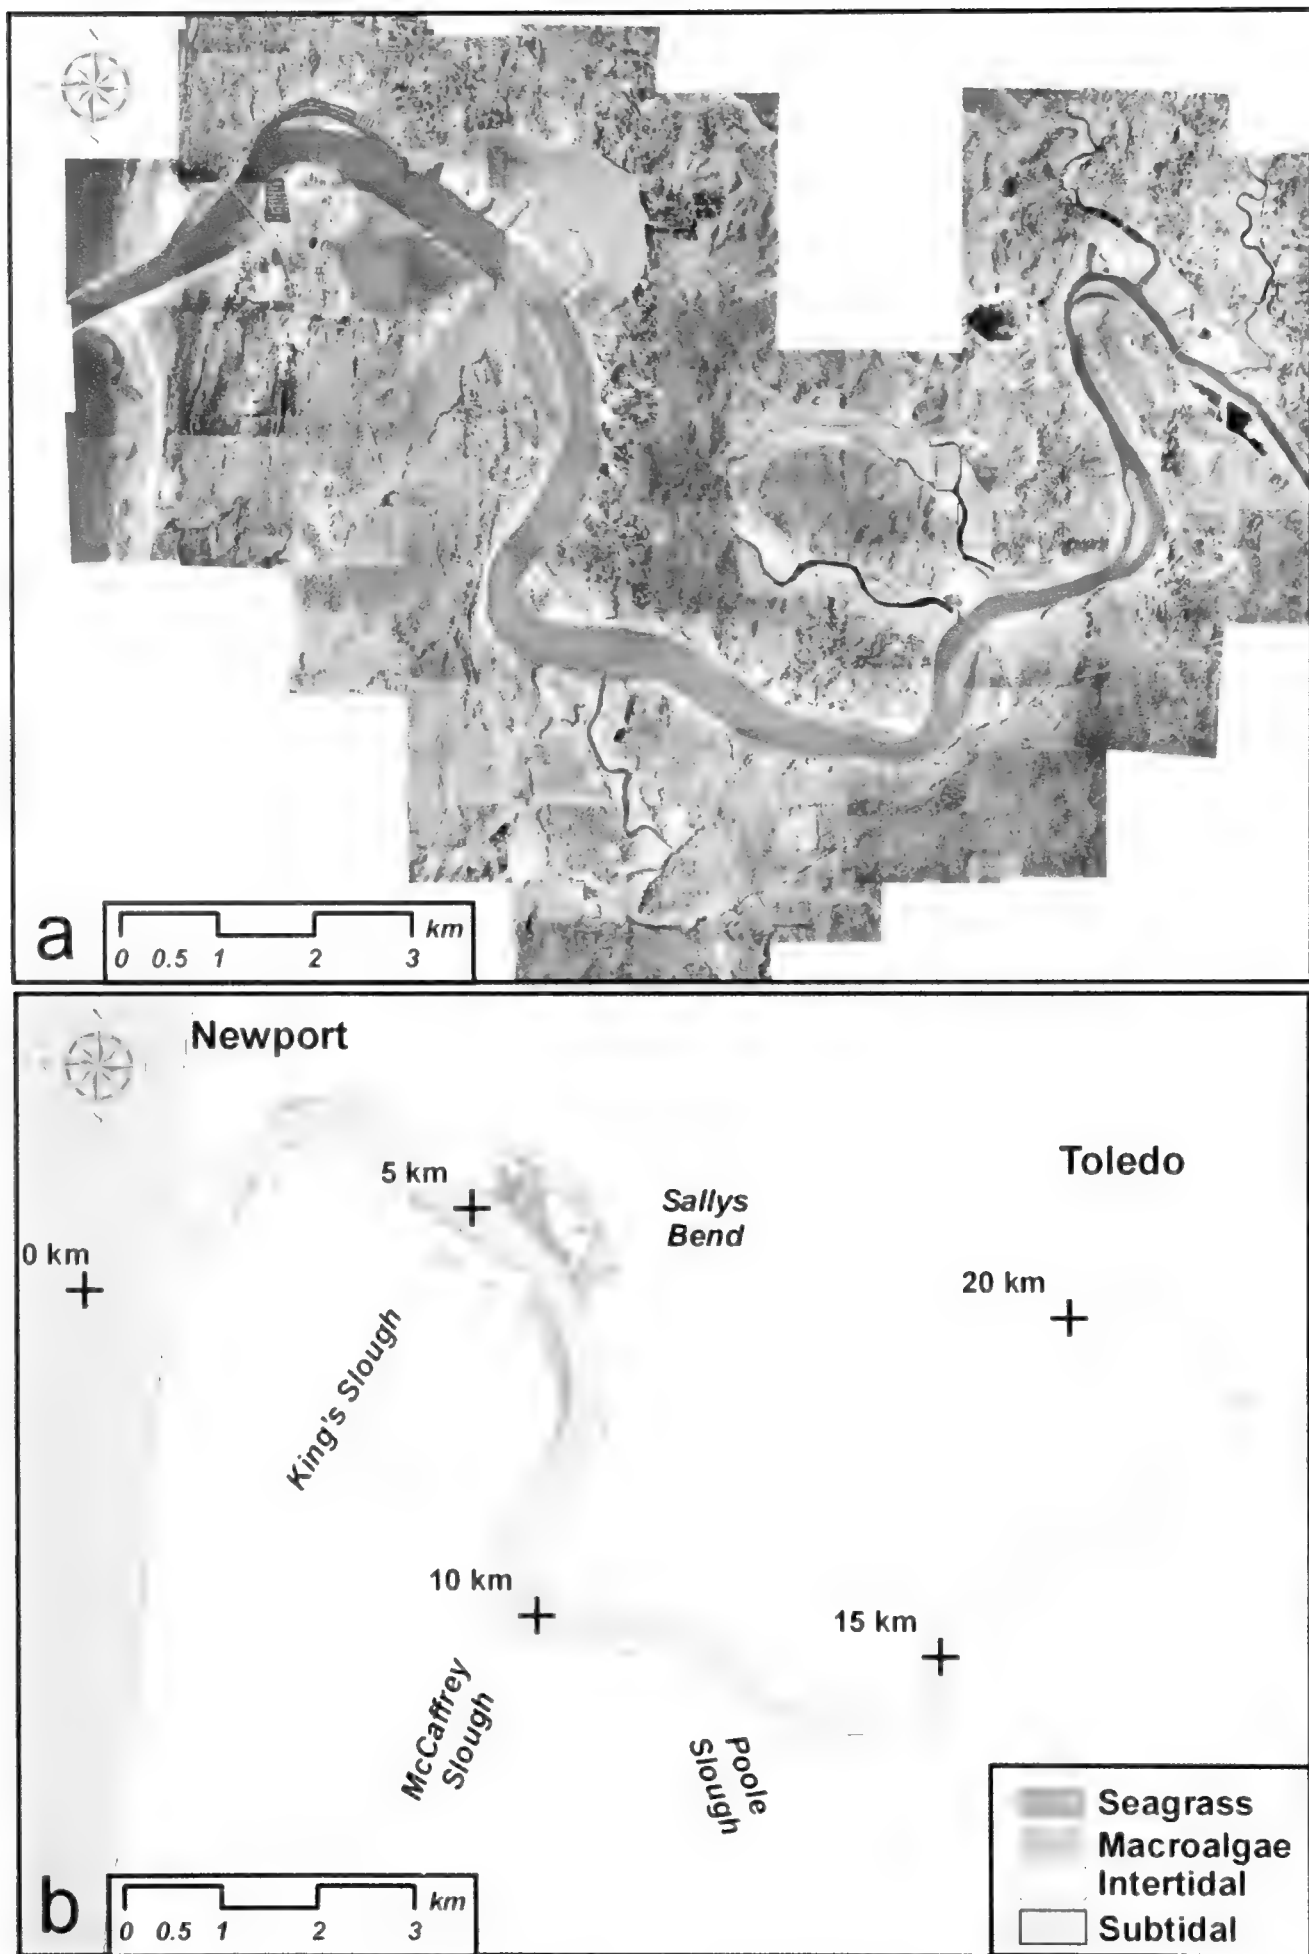 a
km
0 0.5 1 2 3
Newport
5 km
Toledo
Sallys
Bend
0 km
20 km
King's Slough
10 km
15 km
McCaffrey
Slough
Poole
Slough
Seagrass
Macroalgae
Intertidal
Subtidal
b
km
0 0.5 1 2 3